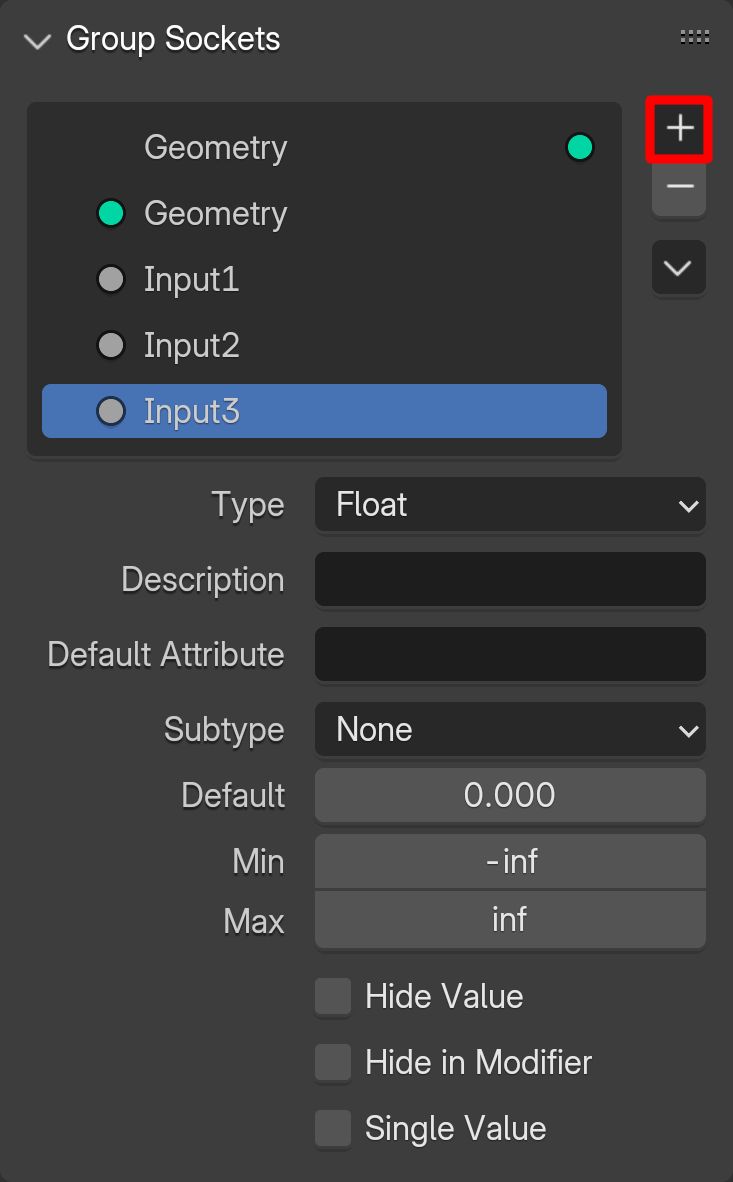 Group Sockets
Geometry
Geometry
Input1
Input2
Input3
Type Float
Description
Default Attribute
Subtype None
Default 0.000
Min -inf
Max inf
Hide Value
Hide in Modifier
Single Value